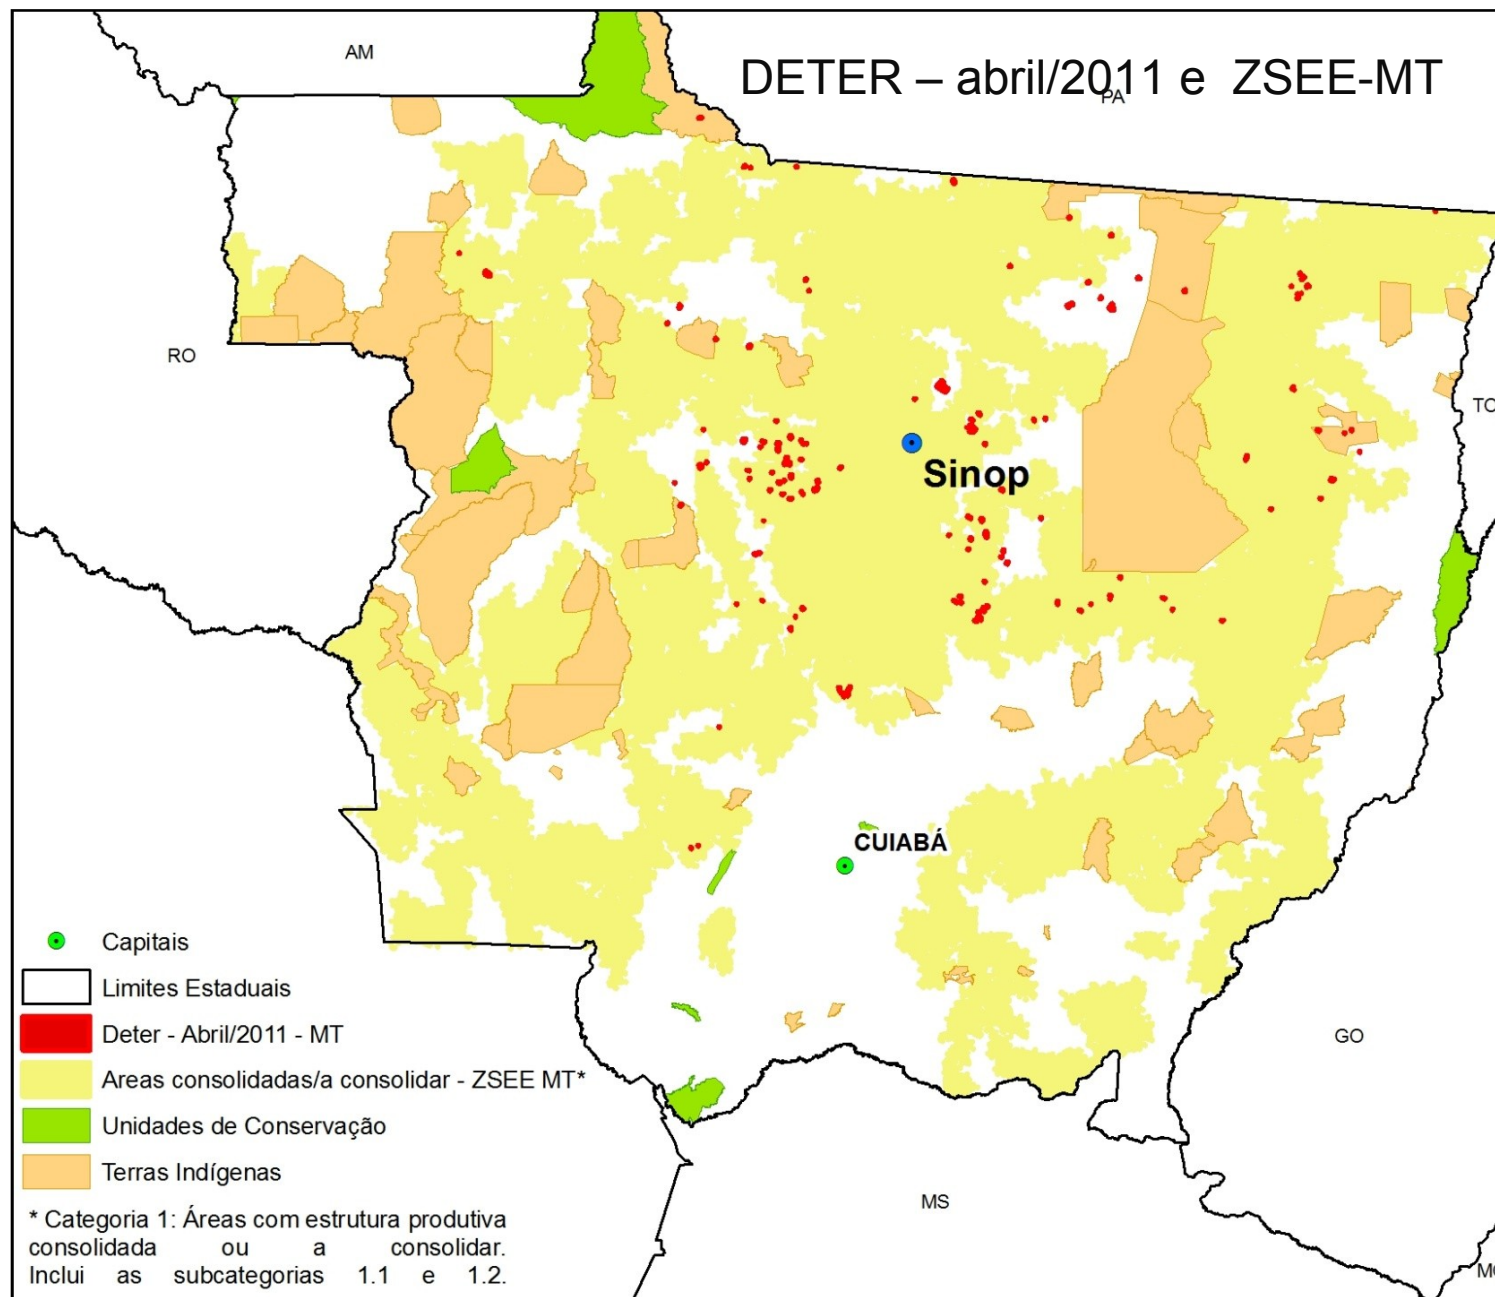 AM
DETER – abril/2011 e ZSEE-MT
PA
RO
TO
Sinop
CUIABÁ
Capitais
Limites Estaduais
Deter - Abril/2011 - MT
Areas consolidadas/a consolidar - ZSEE MT*
Unidades de Conservação
Terras Indígenas
* Categoria 1: Áreas com estrutura produtiva
consolidada ou a consolidar.
Inclui as subcategorias 1.1 e 1.2.
GO
MS